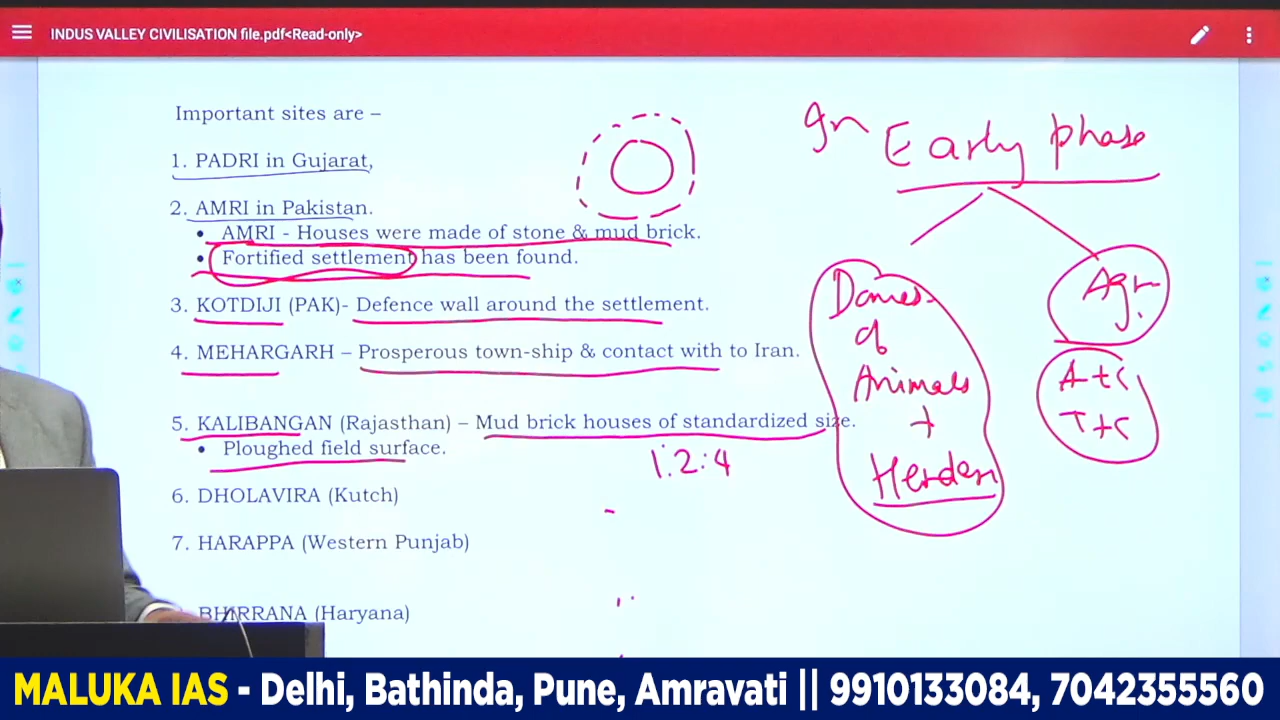 INDUS VALLEY CIVILISATION file.pdf<Read-only>
Important sites are –
1. PADRI in Gujarat,
2. AMRI in Pakistan.
• AMRI - Houses were made of stone & mud brick.
• Fortified settlement has been found.
3. KOTDIJI (PAK)- Defence wall around the settlement.
4. MEHARGARH – Prosperous town-ship & contact with to Iran.
5. KALIBANGAN (Rajasthan) – Mud brick houses of standardized size.
• Ploughed field surface.
1:2:4
6. DHOLAVIRA (Kutch)
7. HARAPPA (Western Punjab)
BHIRRANA (Haryana)
In Early phase
Domes-
of
Animals
+
Herders
Agr.
A+C
T+C
MALUKA IAS - Delhi, Bathinda, Pune, Amravati || 9910133084, 7042355560